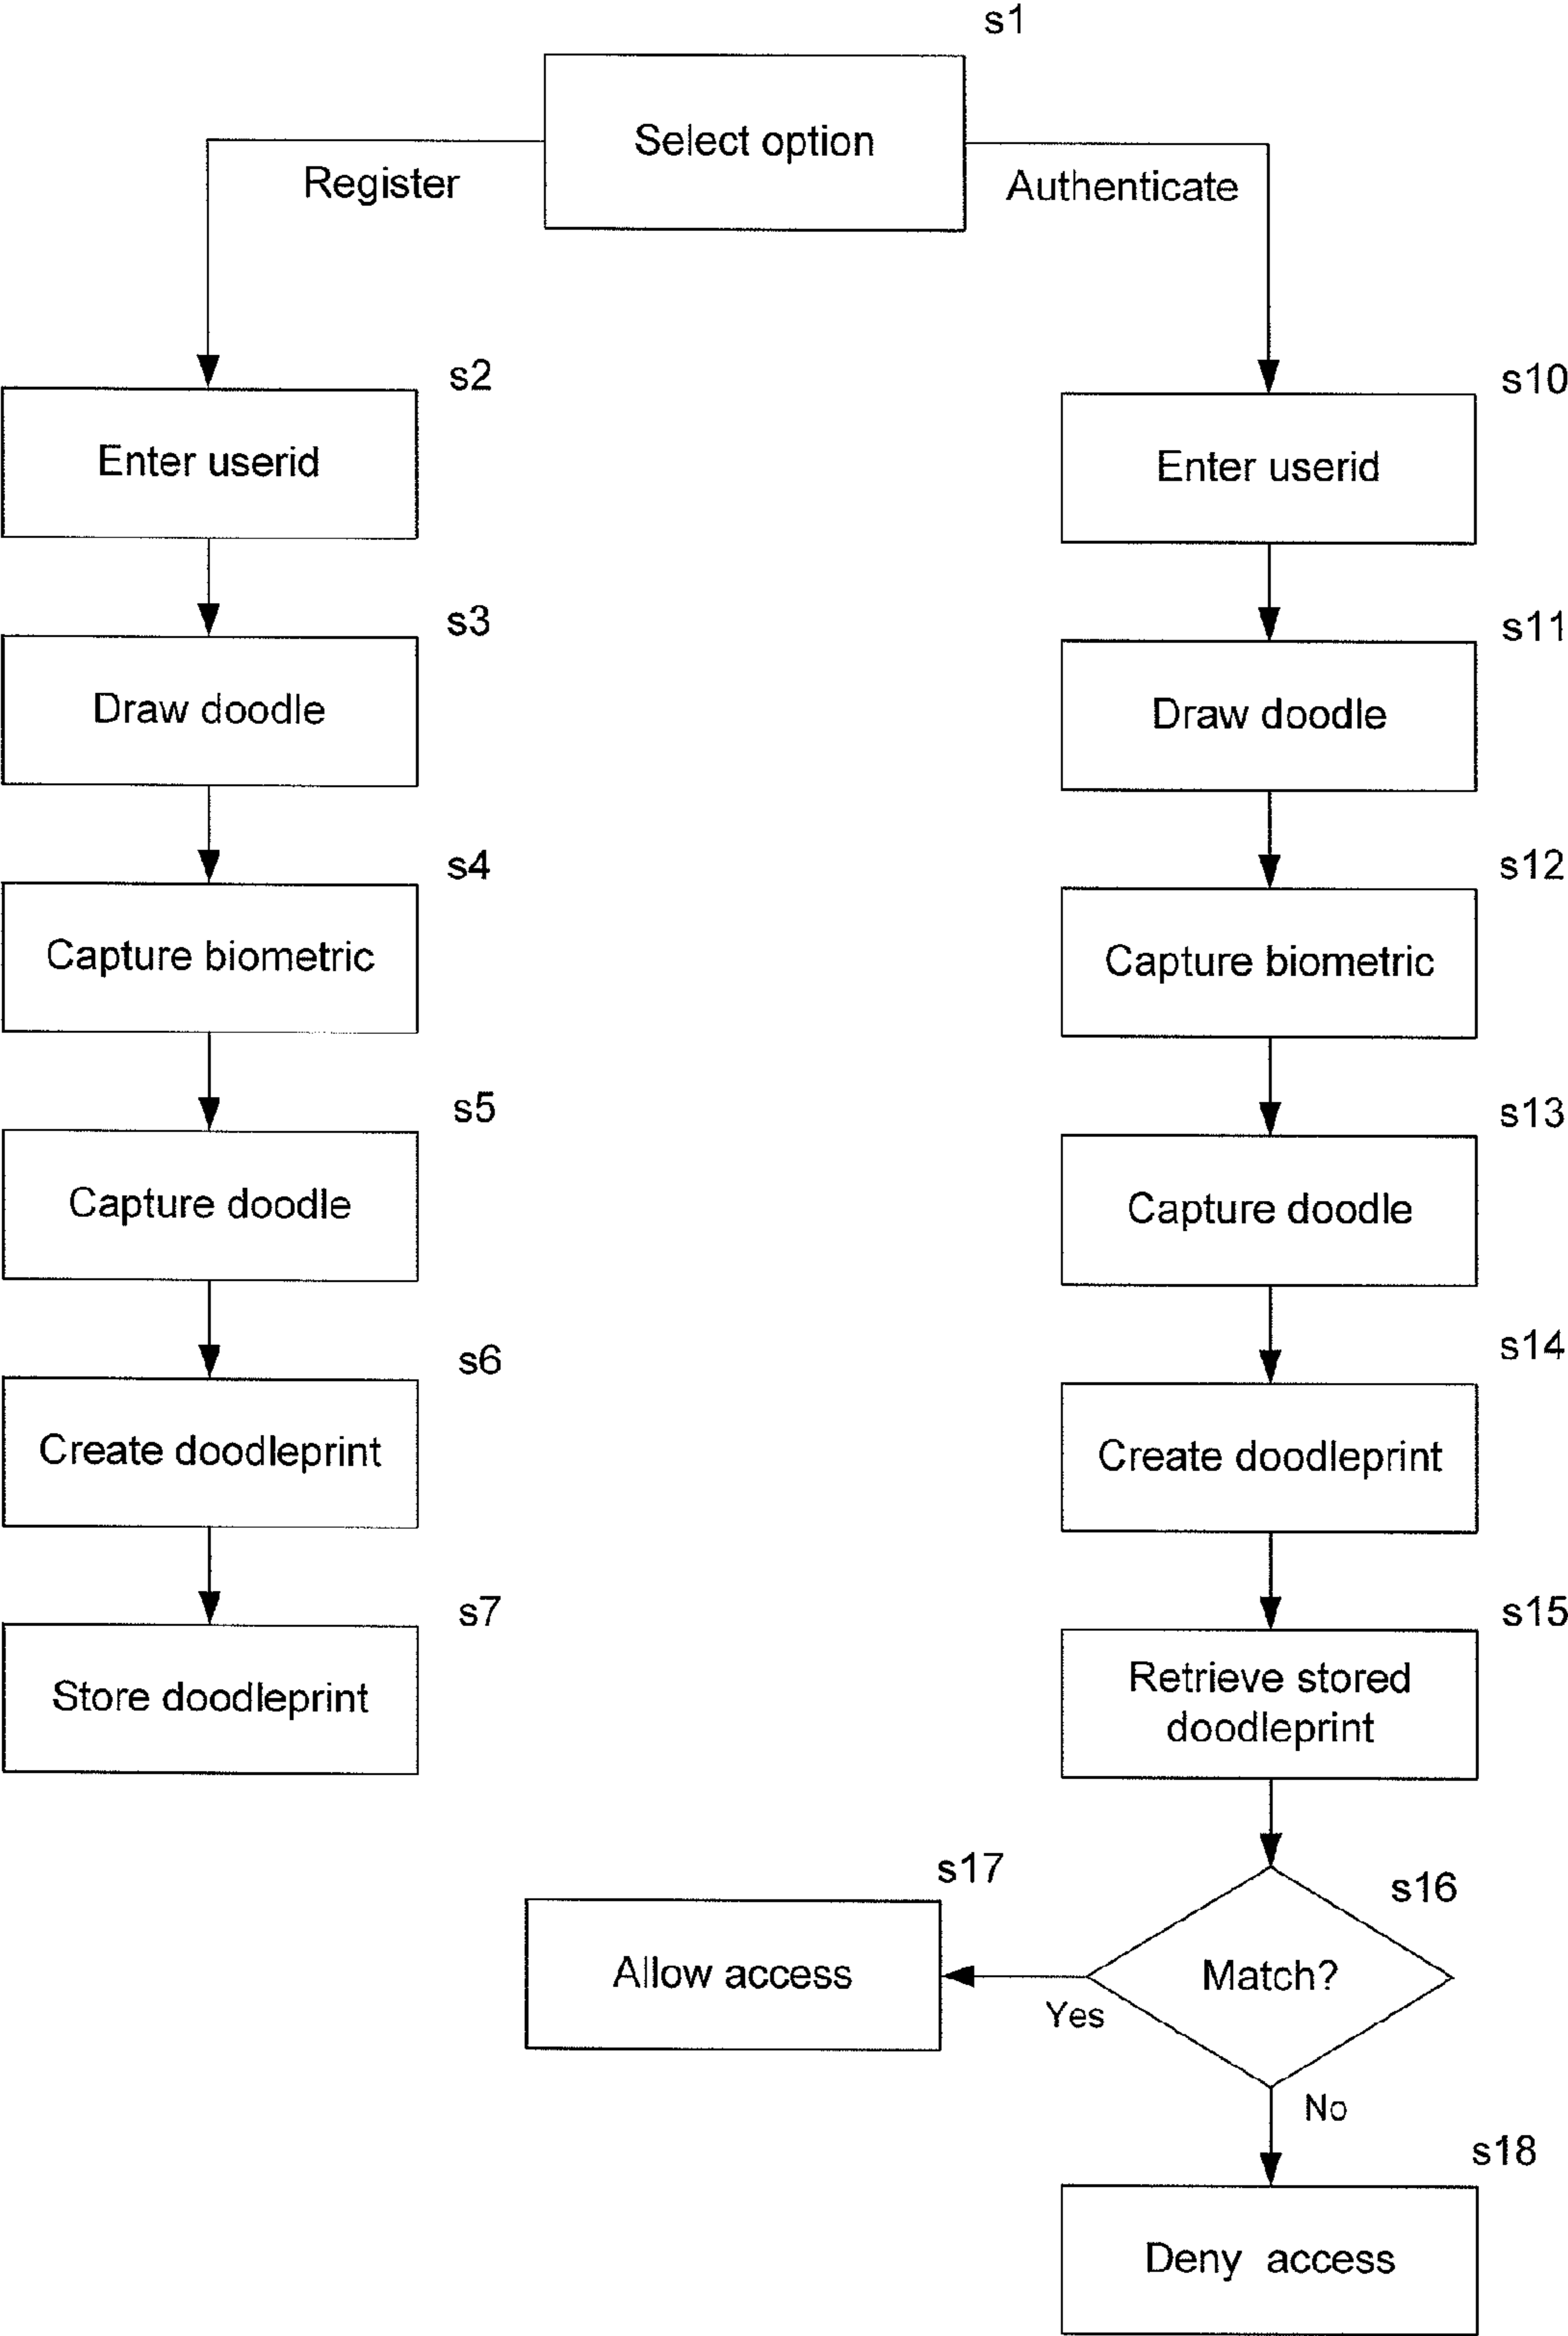 s1
Select option
Register
Authenticate
s2
Enter userid
s3
Draw doodle
s4
Capture biometric
s5
Capture doodle
s6
Create doodleprint
s7
Store doodleprint
s10
Enter userid
s11
Draw doodle
s12
Capture biometric
s13
Capture doodle
s14
Create doodleprint
s15
Retrieve stored
doodleprint
s16
Match?
Yes
s17
Allow access
No
s18
Deny access